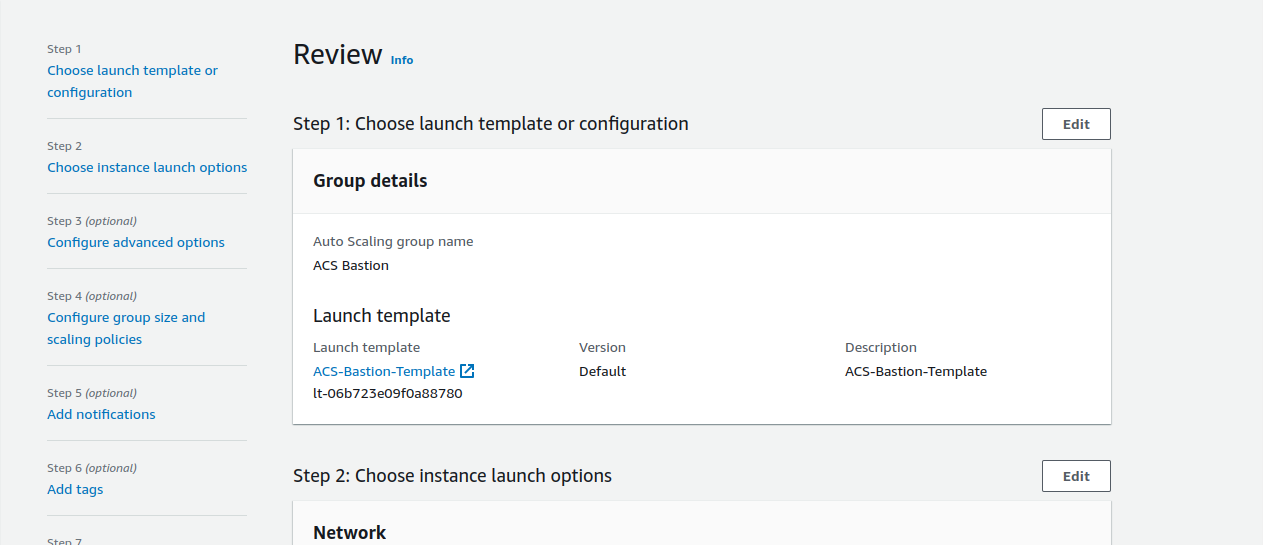 Step 1
Choose launch template or
configuration
Step 2
Choose instance launch options
Step 3 (optional)
Configure advanced options
Step 4 (optional)
Configure group size and
scaling policies
Step 5 (optional)
Add notifications
Step 6 (optional)
Add tags
Step 7
Review Info
Step 1: Choose launch template or configuration
Edit
Group details
Auto Scaling group name
ACS Bastion
Launch template
Launch template Version Description
ACS-Bastion-Template Default ACS-Bastion-Template
lt-06b723e09f0a88780
Step 2: Choose instance launch options
Edit
Network